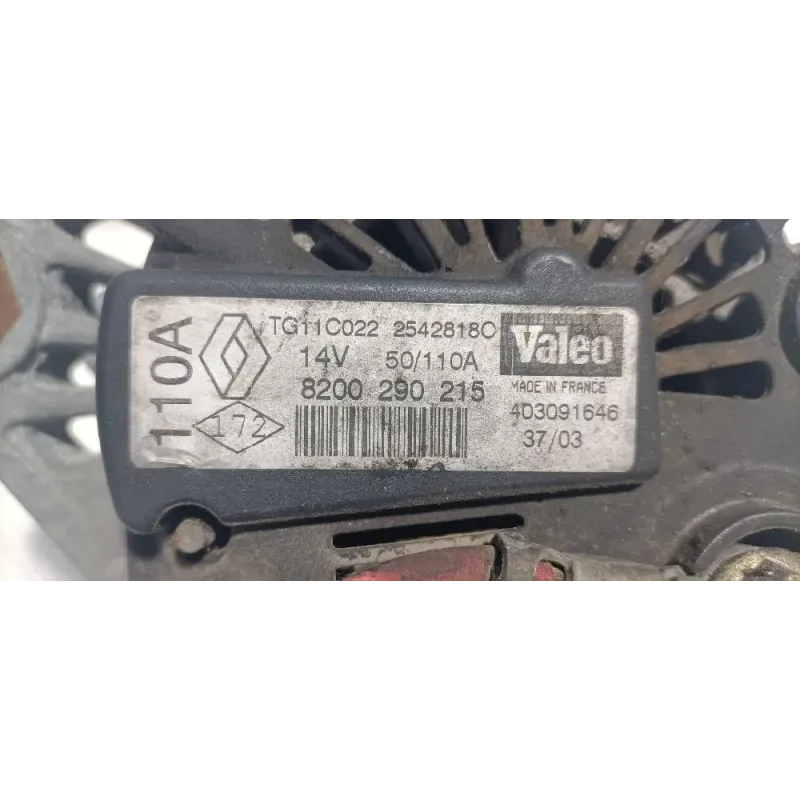 110A
172
TG11C022 2542818C
14V 50/110A
8200 290 215
Valeo
MADE IN FRANCE
403091646
37/03